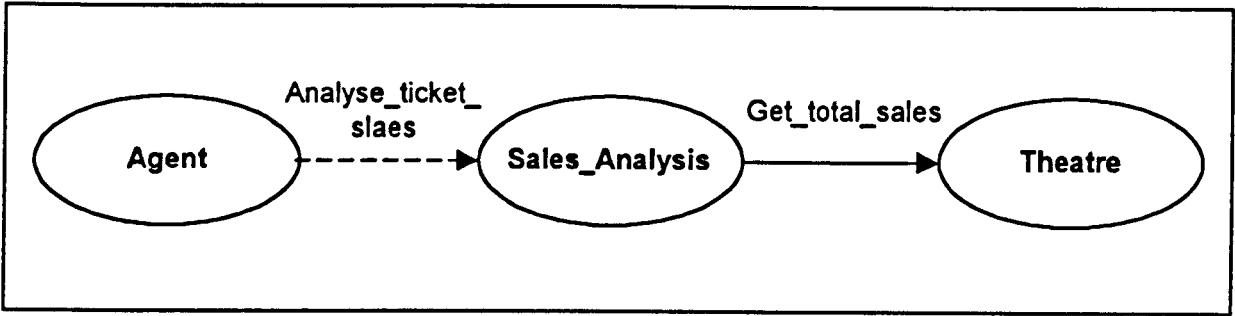 Analyse_ticket_
slaes
Get_total_sales
Agent
Sales_Analysis
Theatre